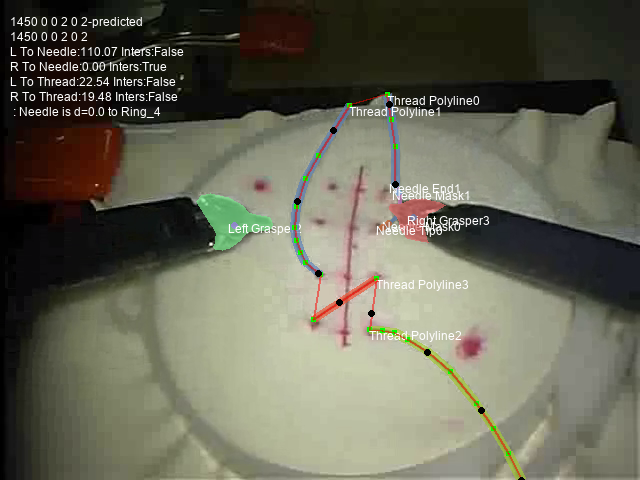 1450 0 0 2 0 2-predicted
1450 0 0 2 0 2
L To Needle:110.07 Inters:False
R To Needle:0.00 Inters:True
L To Thread:22.54 Inters:False
R To Thread:19.48 Inters:False
: Needle is d=0.0 to Ring_4
Thread Polyline0
Thread Polyline1
Needle End1
Needle Mask1
Right Grasper3
Left Grasper2
Needle Tip0
Thread Polyline3
Thread Polyline2